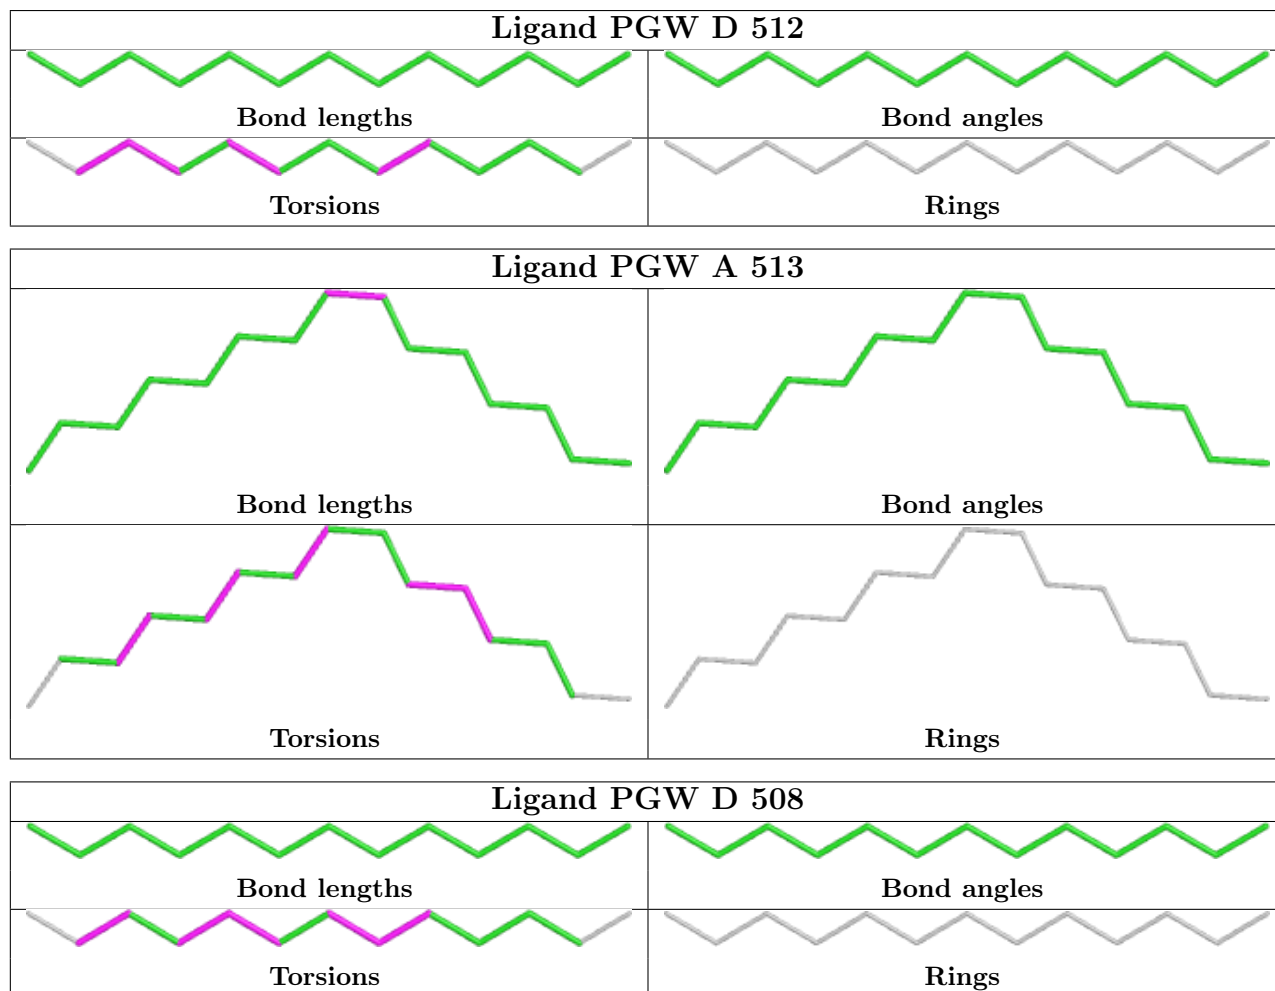 Ligand PGW D 512
Bond lengths
Bond angles
Torsions
Rings
Ligand PGW A 513
Bond lengths
Bond angles
Torsions
Rings
Ligand PGW D 508
Bond lengths
Bond angles
Torsions
Rings